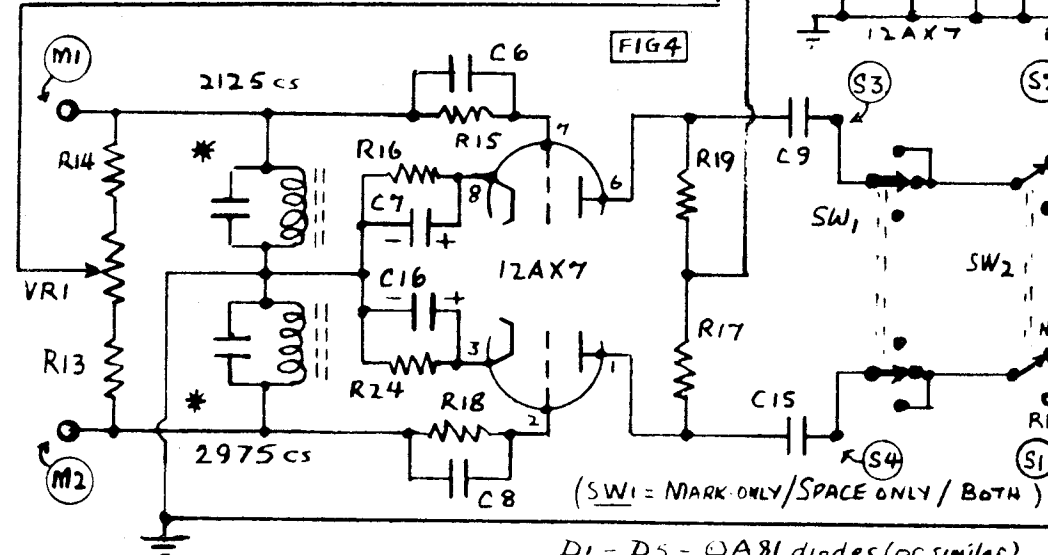 M1
2125 cs
C6
FIG4
12AX7
S3
R14
*
R16
R15
7
R19
C9
C7
8
6
- +
SW1
VR1
C16
12AX7
SW2
- +
R13
3
1
R17
R24
R18
C15
*
2
2975 cs
M2
C8
S4
S1
(SW1 = MARK ONLY/SPACE ONLY / BOTH)
D1 - D5 - OA81 diodes (or similar)